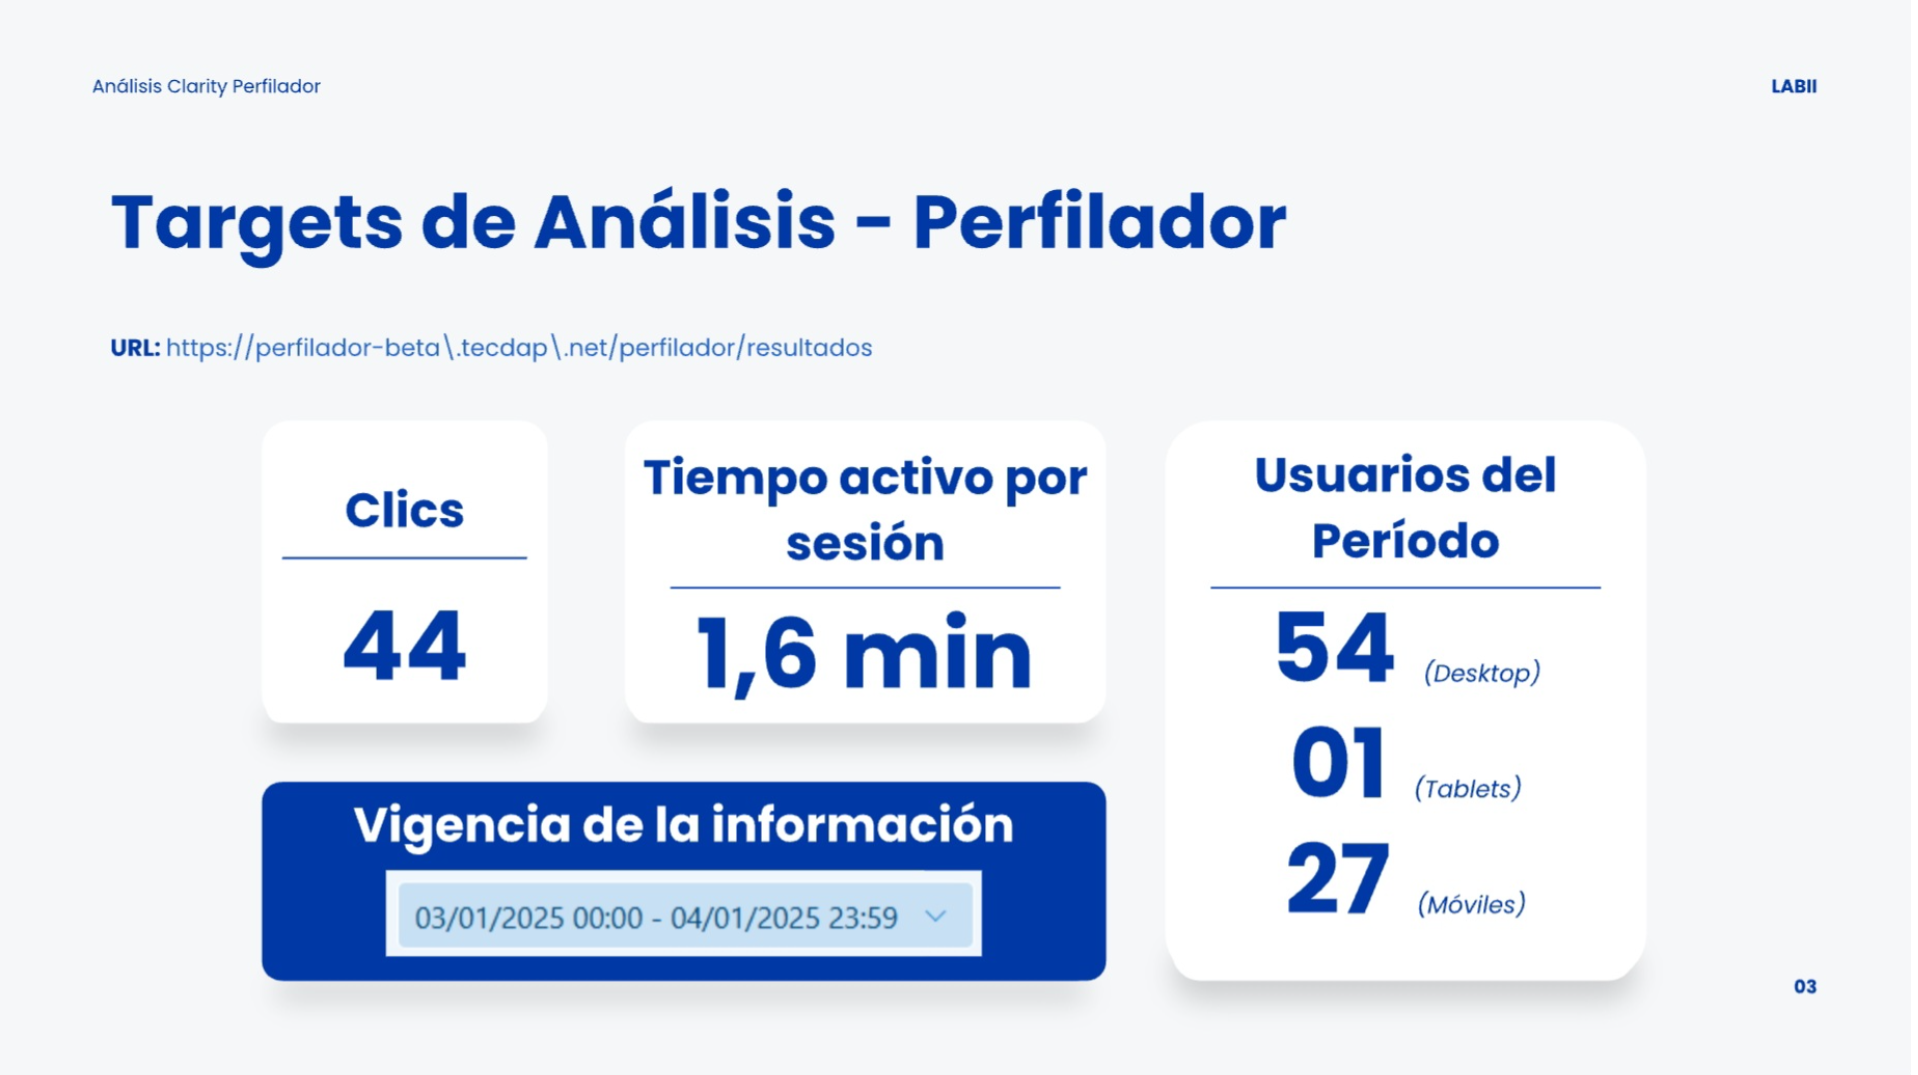 Análisis Clarity Perfilador
LABII
Targets de Análisis - Perfilador
URL: https://perfilador-beta\.tecdap\.net/perfilador/resultados
Clics
44
Tiempo activo por
sesión
1,6 min
Usuarios del
Período
54 (Desktop)
01 (Tablets)
27 (Móviles)
Vigencia de la información
03/01/2025 00:00 - 04/01/2025 23:59
03